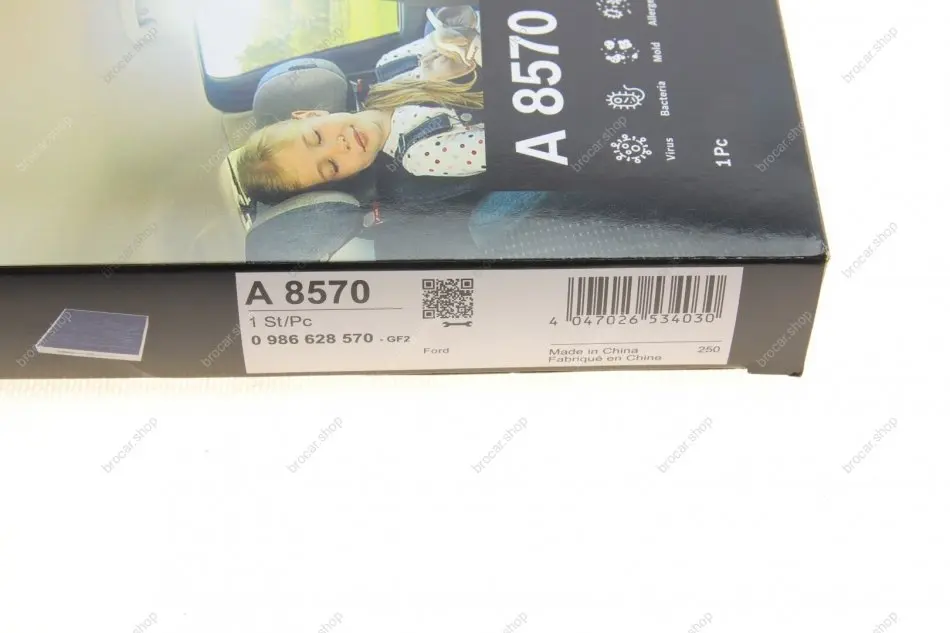 A 8570
Virus
Bacteria
Mold
1 Pc
A 8570
1 St/Pc
0 986 628 570 - GF2
Ford
4 047026 534030
Made in China 250
Fabriqué en Chine
brocar.shop